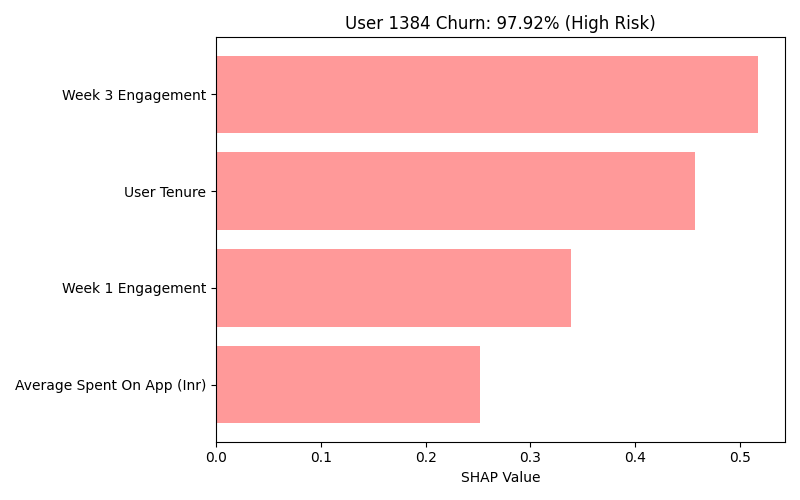 User 1384 Churn: 97.92% (High Risk)
Week 3 Engagement
User Tenure
Week 1 Engagement
Average Spent On App (Inr)
0.0 0.1 0.2 0.3 0.4 0.5
SHAP Value